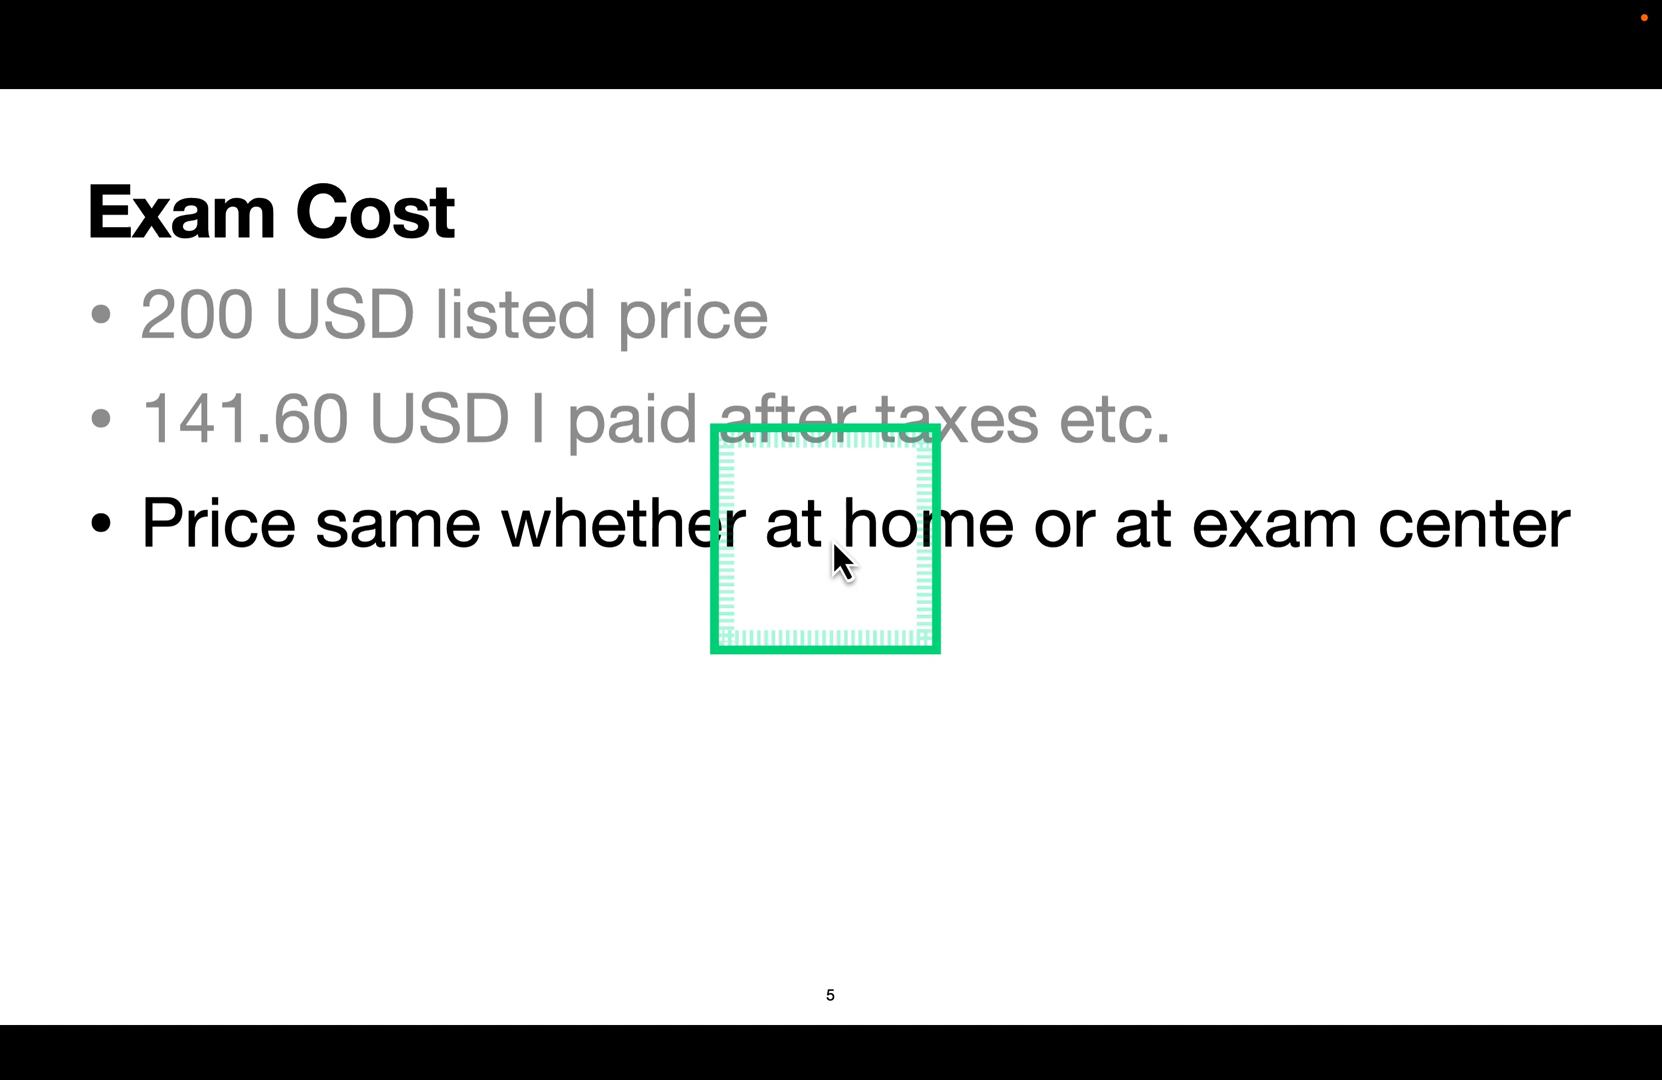 Exam Cost
• 200 USD listed price
• 141.60 USD I paid after taxes etc.
• Price same whether at home or at exam center
5